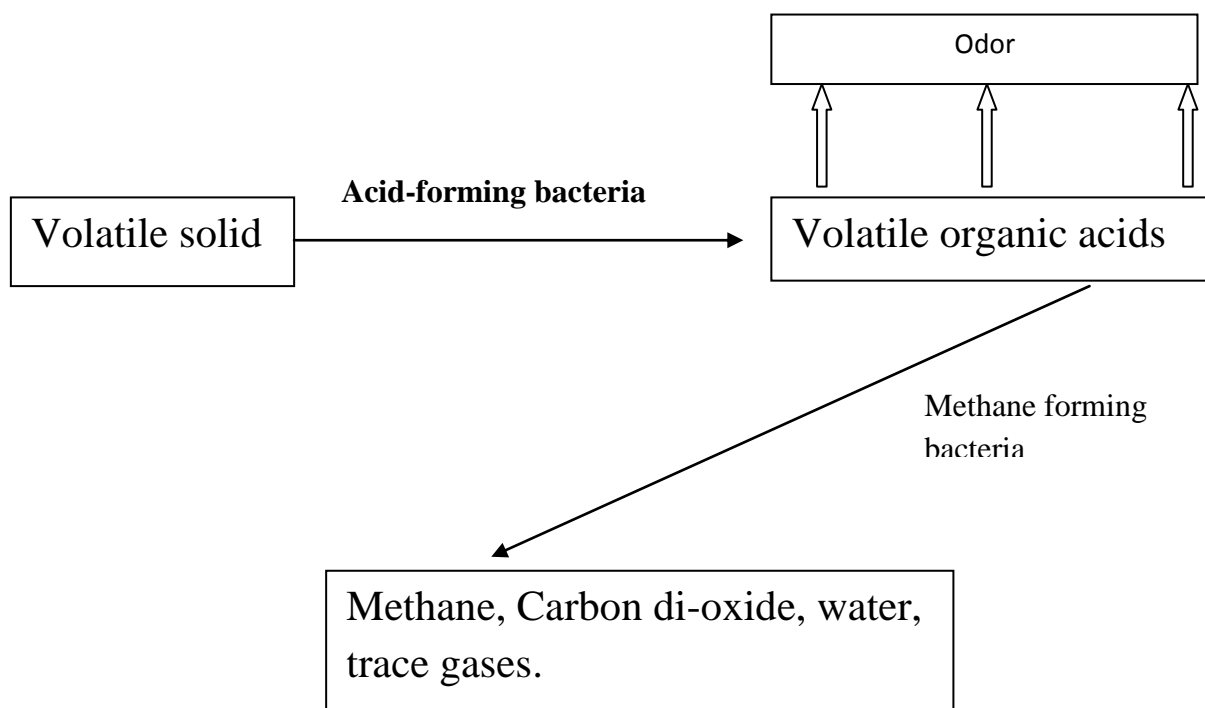 Odor
Acid-forming bacteria
Volatile solid
Volatile organic acids
Methane forming
bacteria
Methane, Carbon di-oxide, water,
trace gases.